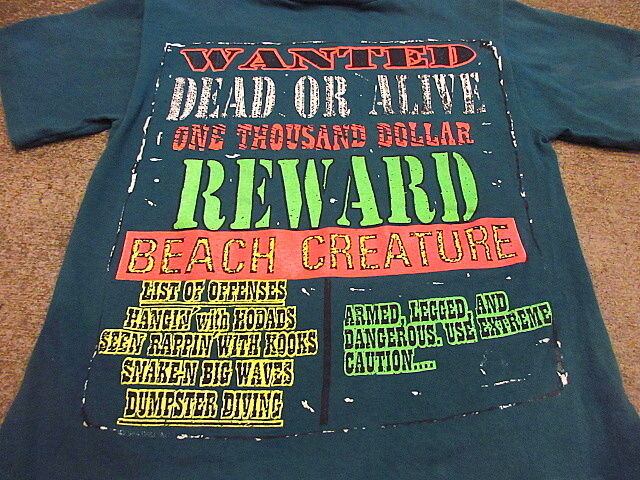 WANTED
DEAD OR ALIVE
ONE THOUSAND DOLLAR
REWARD
BEACH CREATURE
LIST OF OFFENSES
HANGIN' with HODADS
SEEN RAPPIN' WITH KOOKS
SNAKE-N BIG WAVES
DUMPSTER DIVING
ARMED, LEGGED, AND
DANGEROUS. USE EXTREME
CAUTION....